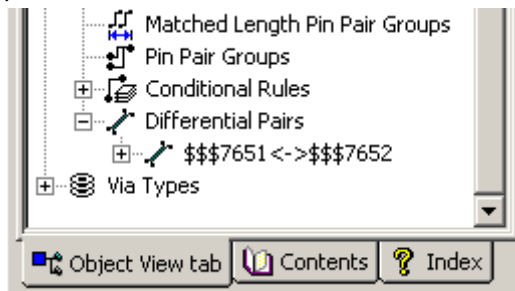 Matched Length Pin Pair Groups
Pin Pair Groups
Conditional Rules
Differential Pairs
$$$7651<->$$$7652
Via Types
Object View tab Contents Index